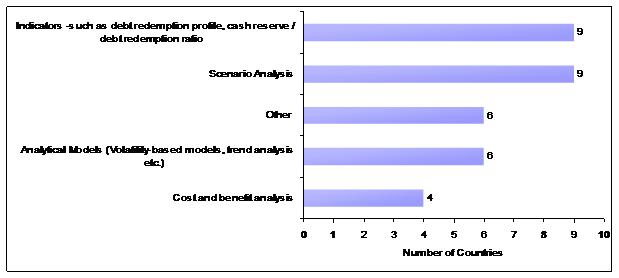 Indicators -such as debt redemption profile, cash reserve /
debt redemption ratio
9
Scenario Analysis
9
Other
6
Analytical Models (Volatility-based models, trend analysis
etc.)
6
Cost and benefit analysis
4
0 1 2 3 4 5 6 7 8 9 10
Number of Countries